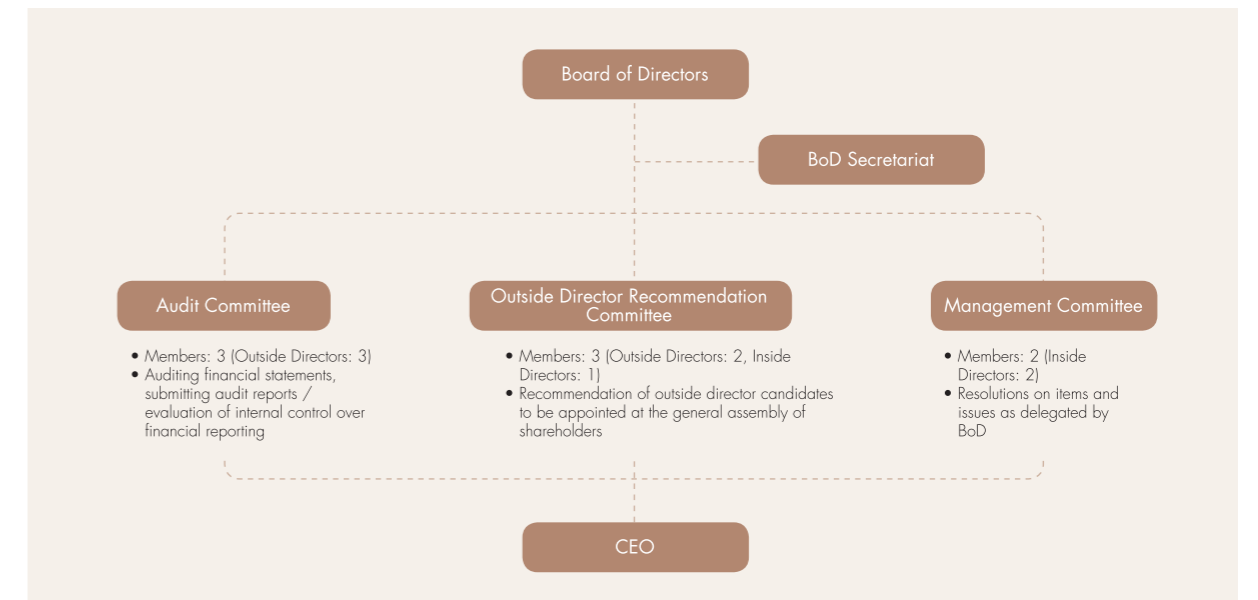 Board of Directors
BoD Secretariat
Audit Committee
• Members: 3 (Outside Directors: 3)
• Auditing financial statements,
submitting audit reports /
evaluation of internal control over
financial reporting
Outside Director Recommendation
Committee
• Members: 3 (Outside Directors: 2, Inside
Directors: 1)
• Recommendation of outside director candidates
to be appointed at the general assembly of
shareholders
Management Committee
• Members: 2 (Inside
Directors: 2)
• Resolutions on items and
issues as delegated by
BoD
CEO